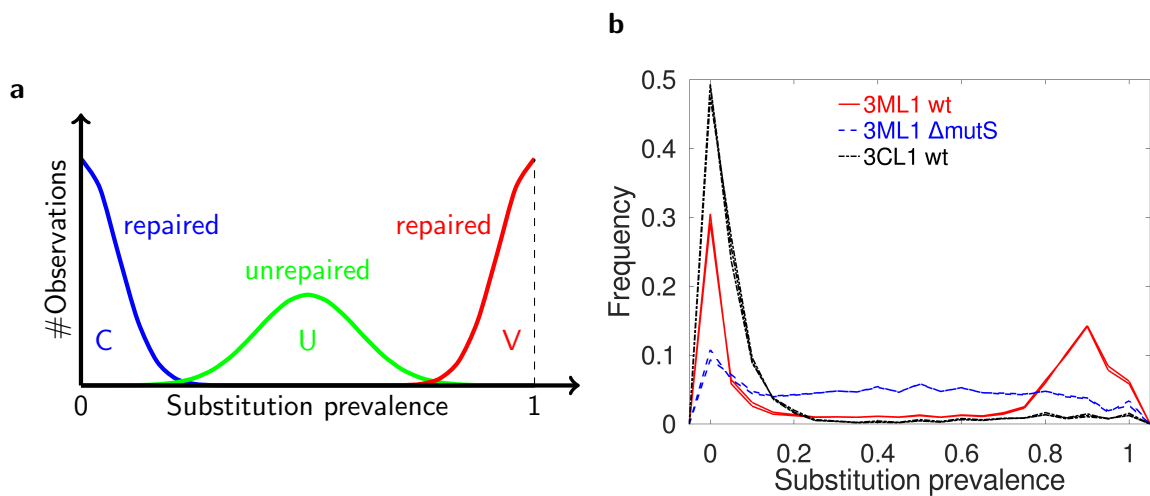 a
#Observations
repaired
repaired
unrepaired
C
U
V
0
Substitution prevalence
1
b
Frequency
0.5
0.4
0.3
0.2
0.1
0
3ML1 wt
3ML1 ΔmutS
3CL1 wt
0
0.2
0.4
0.6
0.8
1
Substitution prevalence